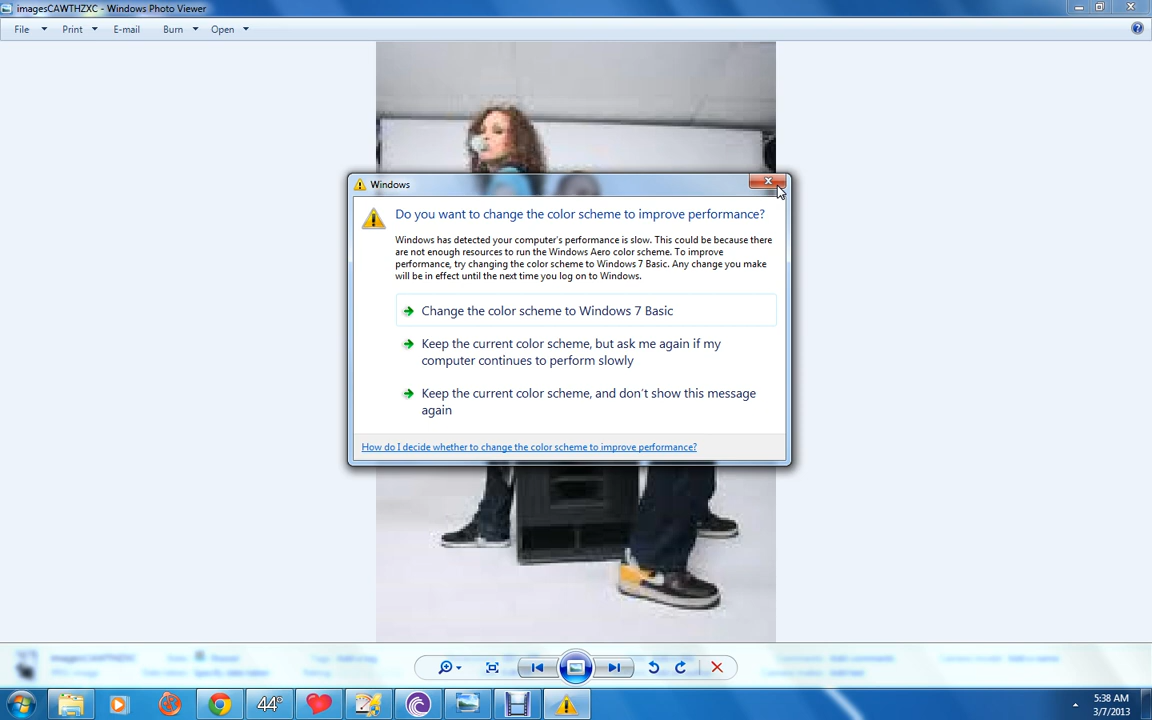 imagesCAWTHZXC - Windows Photo Viewer
File Print E-mail Burn Open
Windows
Do you want to change the color scheme to improve performance?
Windows has detected your computer's performance is slow. This could be because there
are not enough resources to run the Windows Aero color scheme. To improve
performance, try changing the color scheme to Windows 7 Basic. Any change you make
will be in effect until the next time you log on to Windows.
Change the color scheme to Windows 7 Basic
Keep the current color scheme, but ask me again if my
computer continues to perform slowly
Keep the current color scheme, and don't show this message
again
How do I decide whether to change the color scheme to improve performance?
44°
5:38 AM
3/7/2013